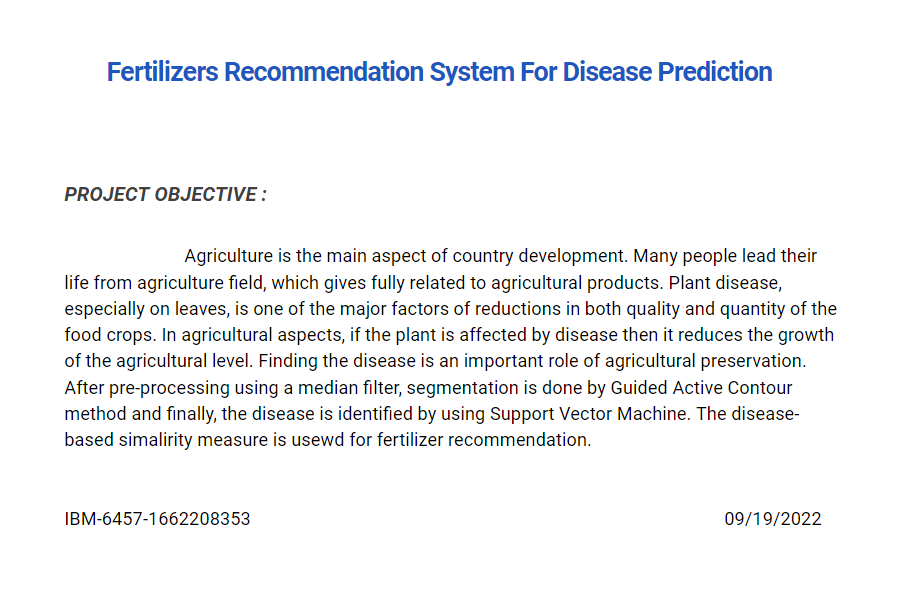 Fertilizers Recommendation System For Disease Prediction
PROJECT OBJECTIVE :
Agriculture is the main aspect of country development. Many people lead their
life from agriculture field, which gives fully related to agricultural products. Plant disease,
especially on leaves, is one of the major factors of reductions in both quality and quantity of the
food crops. In agricultural aspects, if the plant is affected by disease then it reduces the growth
of the agricultural level. Finding the disease is an important role of agricultural preservation.
After pre-processing using a median filter, segmentation is done by Guided Active Contour
method and finally, the disease is identified by using Support Vector Machine. The disease-
based simalirity measure is usewd for fertilizer recommendation.
IBM-6457-1662208353 09/19/2022